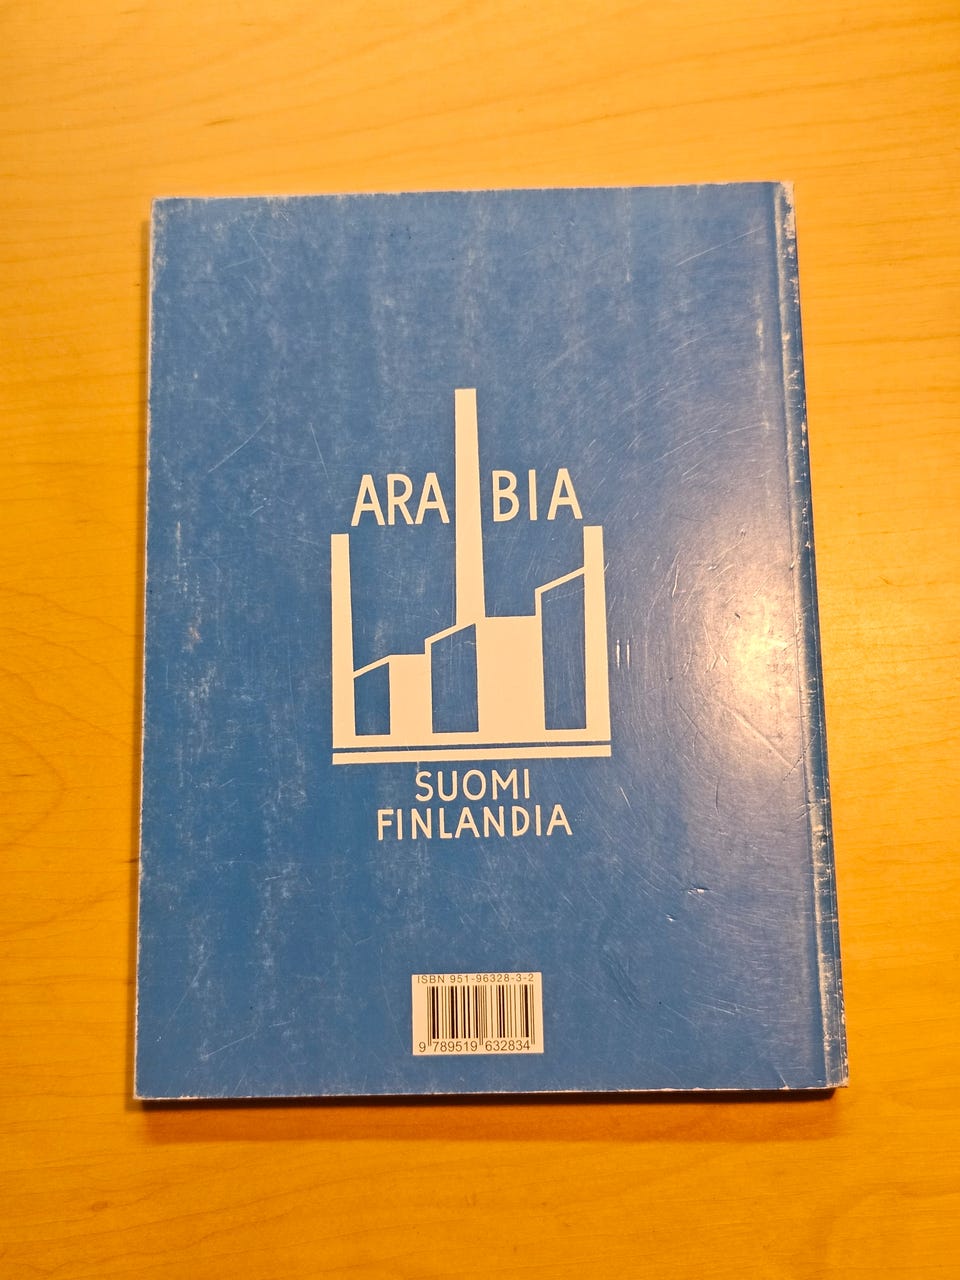 ARABIA
SUOMI
FINLANDIA
ISBN 951-96328-3-2
9 789519 632834